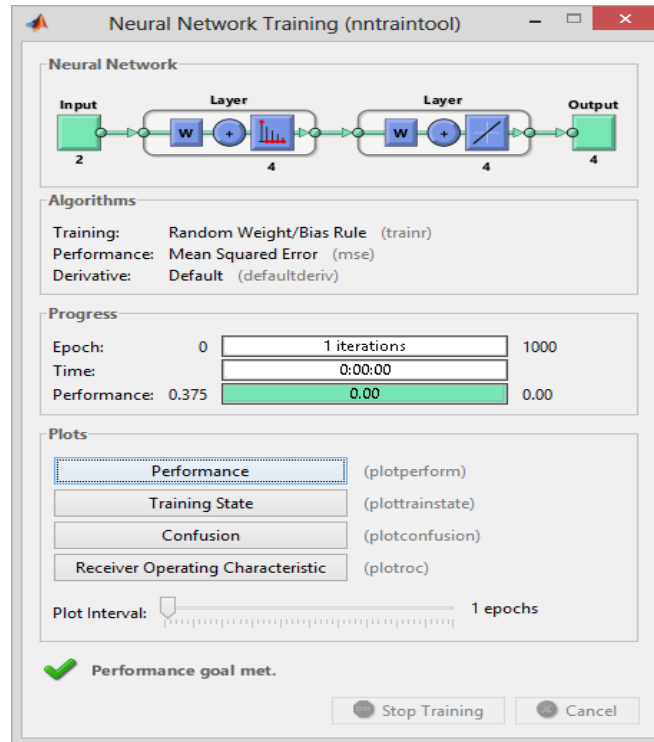 Neural Network Training (nntraintool)
Neural Network
Input Layer Layer Output
W + W +
2 4 4 4
Algorithms
Training: Random Weight/Bias Rule (trainr)
Performance: Mean Squared Error (mse)
Derivative: Default (defaultderiv)
Progress
Epoch: 0 1 iterations 1000
Time: 0:00:00
Performance: 0.375 0.00 0.00
Plots
Performance (plotperform)
Training State (plottrainstate)
Confusion (plotconfusion)
Receiver Operating Characteristic (plotroc)
Plot Interval: 1 epochs
Performance goal met.
Stop Training Cancel